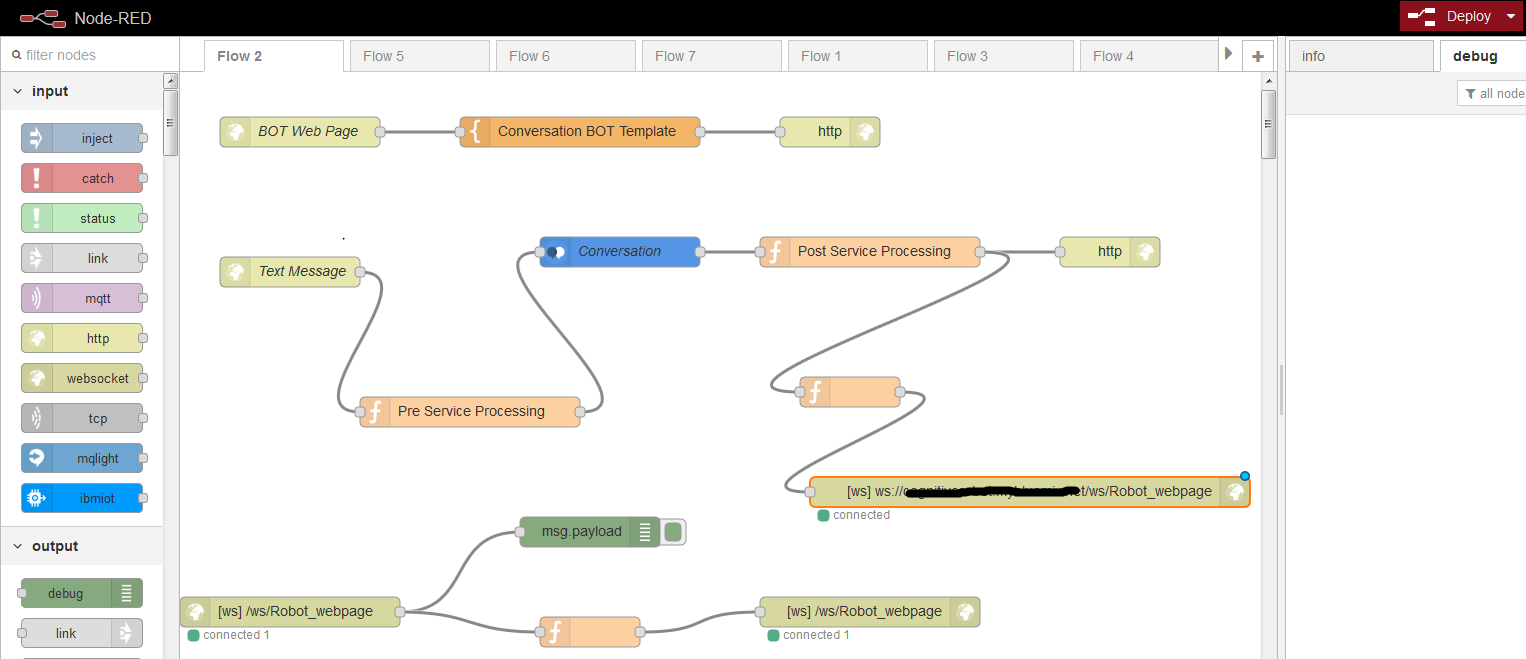 Node-RED
Deploy
filter nodes
Flow 2
Flow 5
Flow 6
Flow 7
Flow 1
Flow 3
Flow 4
info
debug
all node
input
inject
catch
status
link
mqtt
http
websocket
tcp
mqlight
ibmiot
output
debug
link
BOT Web Page
Conversation BOT Template
http
Text Message
Conversation
Post Service Processing
http
Pre Service Processing
[ws] ws:// et/ws/Robot_webpage
connected
msg.payload
[ws] /ws/Robot_webpage
connected 1
[ws] /ws/Robot_webpage
connected 1